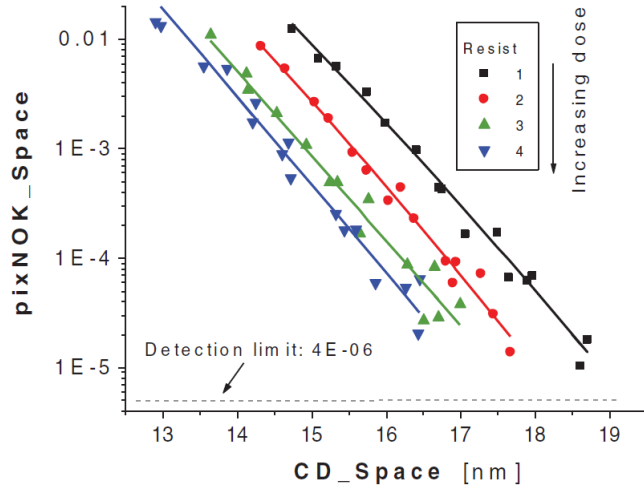 0.01
1E-3
1E-4
1E-5
pixNOK_Space
Resist
1
2
3
4
Increasing dose
Detection limit: 4E-06
13 14 15 16 17 18 19
CD_Space [nm]